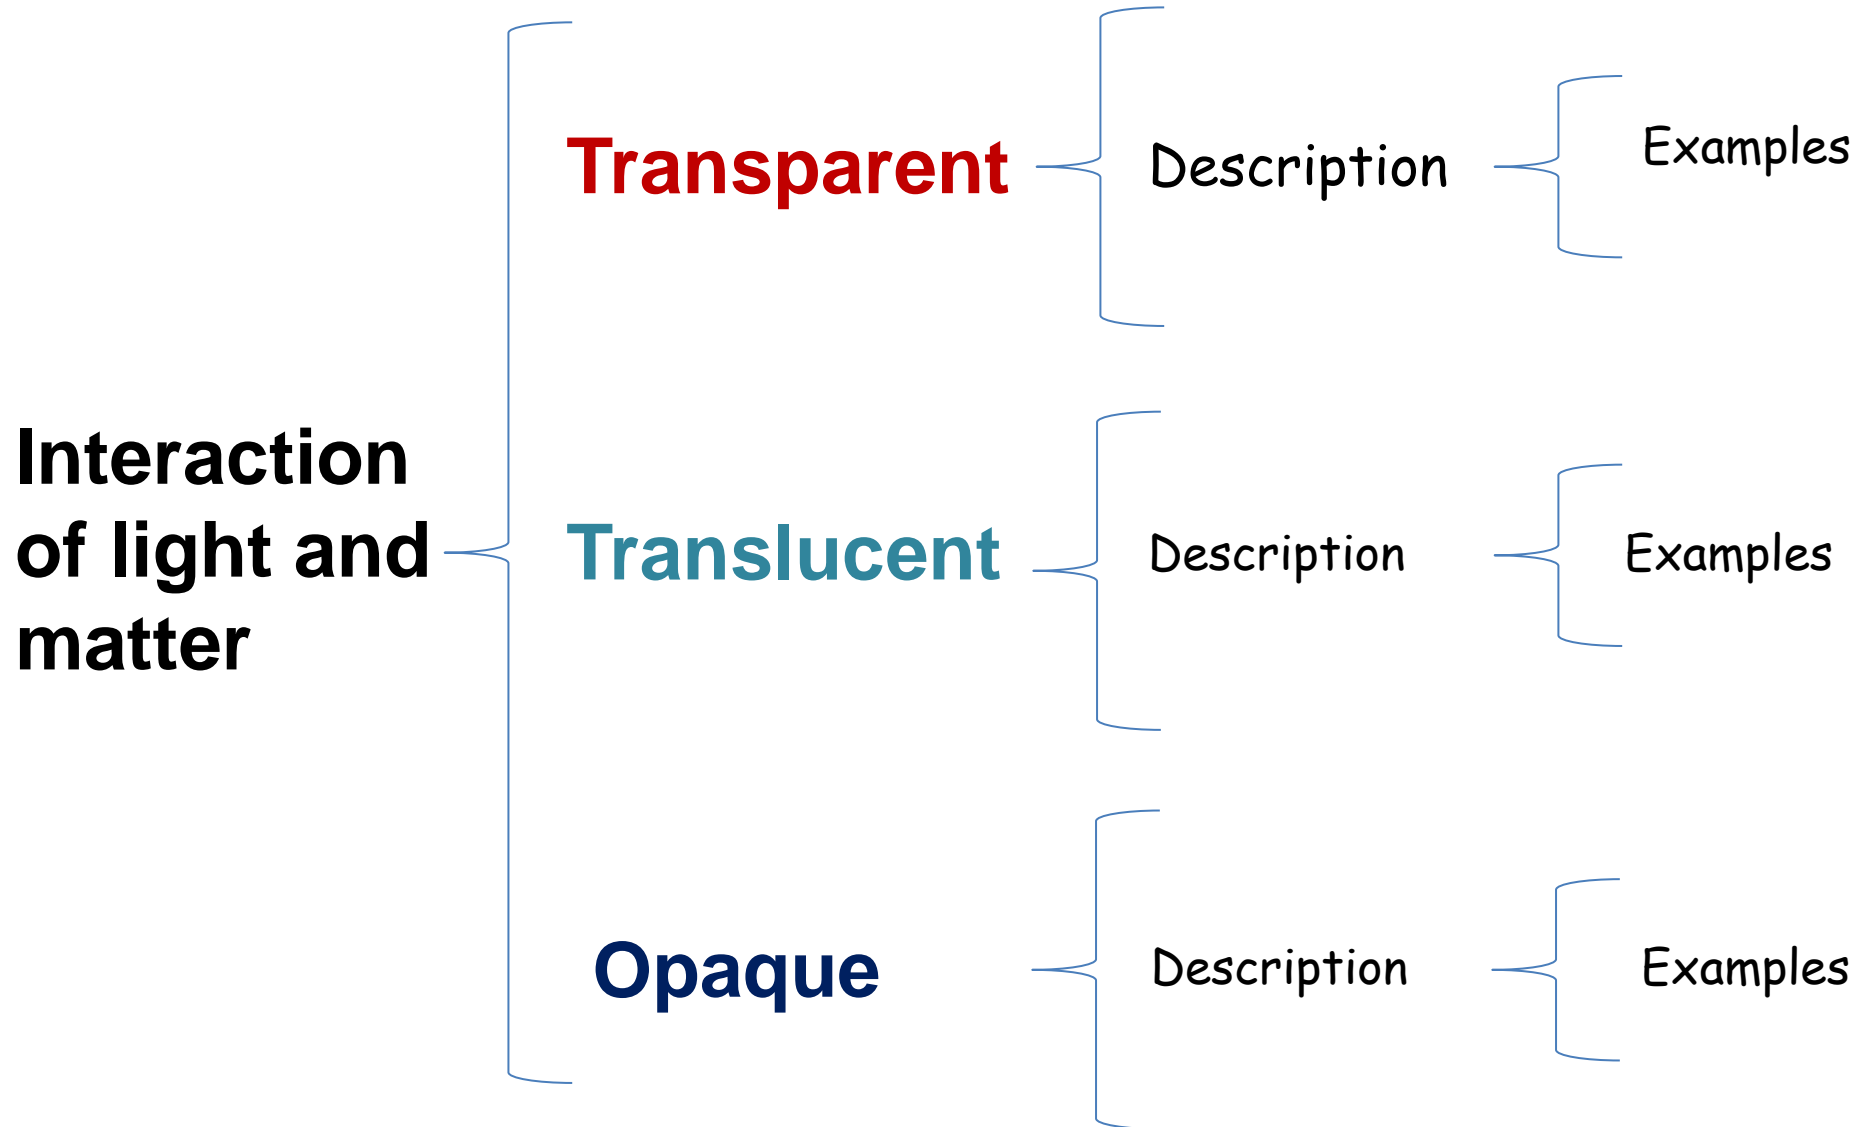 Interaction
of light and
matter
Transparent
Description
Examples
Translucent
Description
Examples
Opaque
Description
Examples